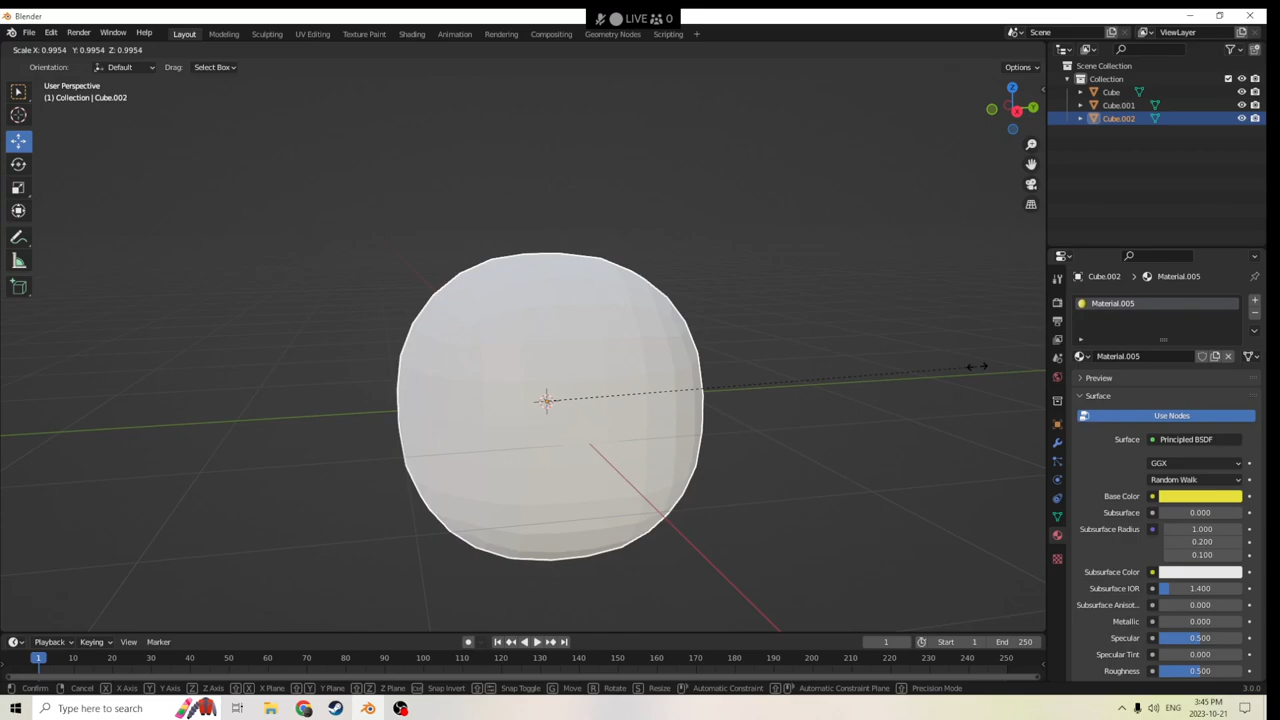 Blender
LIVE 0
File Edit Render Window Help Layout Modeling Sculpting UV Editing Texture Paint Shading Animation Rendering Compositing Geometry Nodes Scripting + Scene ViewLayer
Scale X: 0.9954 Y: 0.9954 Z: 0.9954
Orientation: Default Drag: Select Box Options
User Perspective
(1) Collection | Cube.002
Z
Y
X
Scene Collection
Collection
Cube
Cube.001
Cube.002
Cube.002 > Material.005
Material.005
Material.005
Preview
Surface
Use Nodes
Surface Principled BSDF
GGX
Random Walk
Base Color
Subsurface 0.000
Subsurface Radius 1.000
0.200
0.100
Subsurface Color
Subsurface IOR 1.400
Subsurface Anisot... 0.000
Metallic 0.000
Specular 0.500
Specular Tint 0.000
Roughness 0.500
Playback Keying View Marker 1 Start 1 End 250
1 10 20 30 40 50 60 70 80 90 100 110 120 130 140 150 160 170 180 190 200 210 220 230 240 250
Confirm Cancel X X Axis Y Y Axis Z Z Axis X X Plane Y Y Plane Z Z Plane Snap Invert Snap Toggle G Move R Rotate S Resize Automatic Constraint Automatic Constraint Plane Precision Mode 3.0.0
Type here to search ENG 3:45 PM
2023-10-21